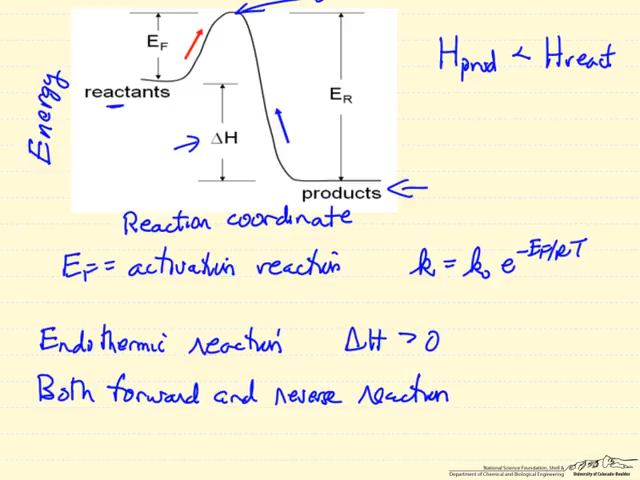 E_F
reactants
ΔH
E_R
products
Energy
H_prod < H_react
Reaction coordinate
E_F = activation reaction k_1 = k_0 e^{-E_F/RT}
Endothermic reaction ΔH > 0
Both forward and reverse reaction
National Science Foundation, Shell &
Department of Chemical and Biological Engineering
University of Colorado Boulder